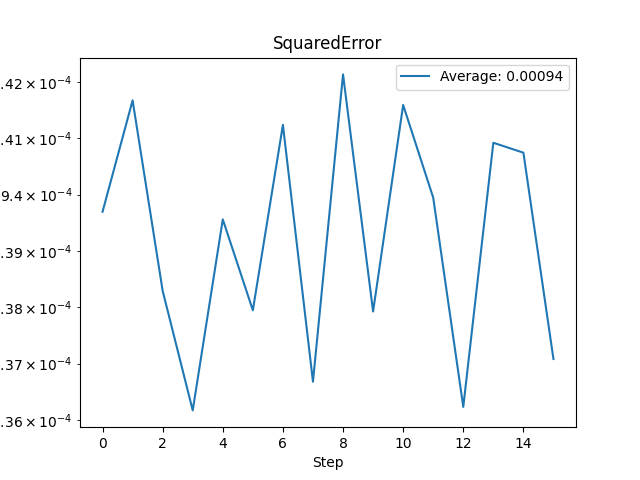 SquaredError
Average: 0.00094
.42 × 10⁻⁴
.41 × 10⁻⁴
9.4 × 10⁻⁴
.39 × 10⁻⁴
.38 × 10⁻⁴
.37 × 10⁻⁴
.36 × 10⁻⁴
0 2 4 6 8 10 12 14
Step